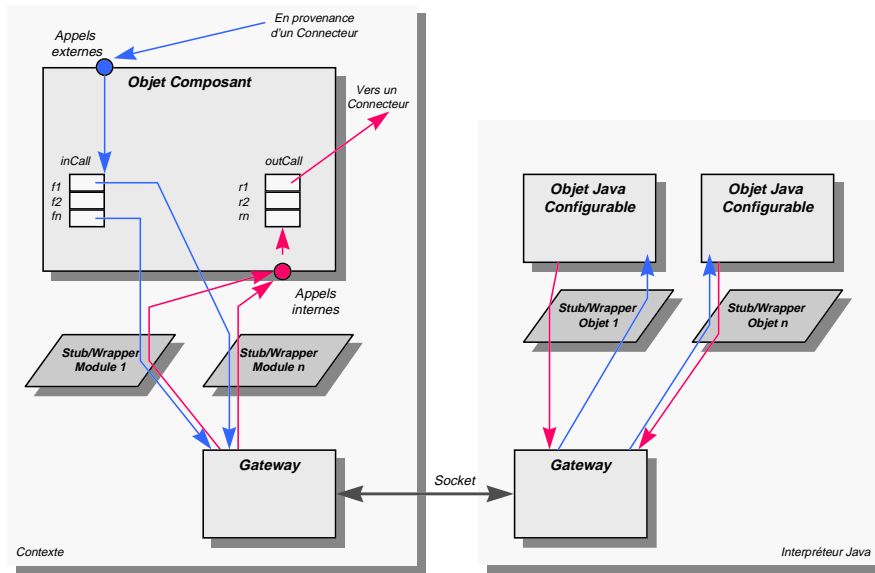 En provenance
d'un Connecteur
Appels
externes
Objet Composant
Vers un
Connecteur
inCall
f1
f2
fn
outCall
r1
r2
rn
Appels
internes
Stub/Wrapper
Module 1
Stub/Wrapper
Module n
Gateway
Contexte
Socket
Objet Java
Configurable
Objet Java
Configurable
Stub/Wrapper
Objet 1
Stub/Wrapper
Objet n
Gateway
Interpréteur Java